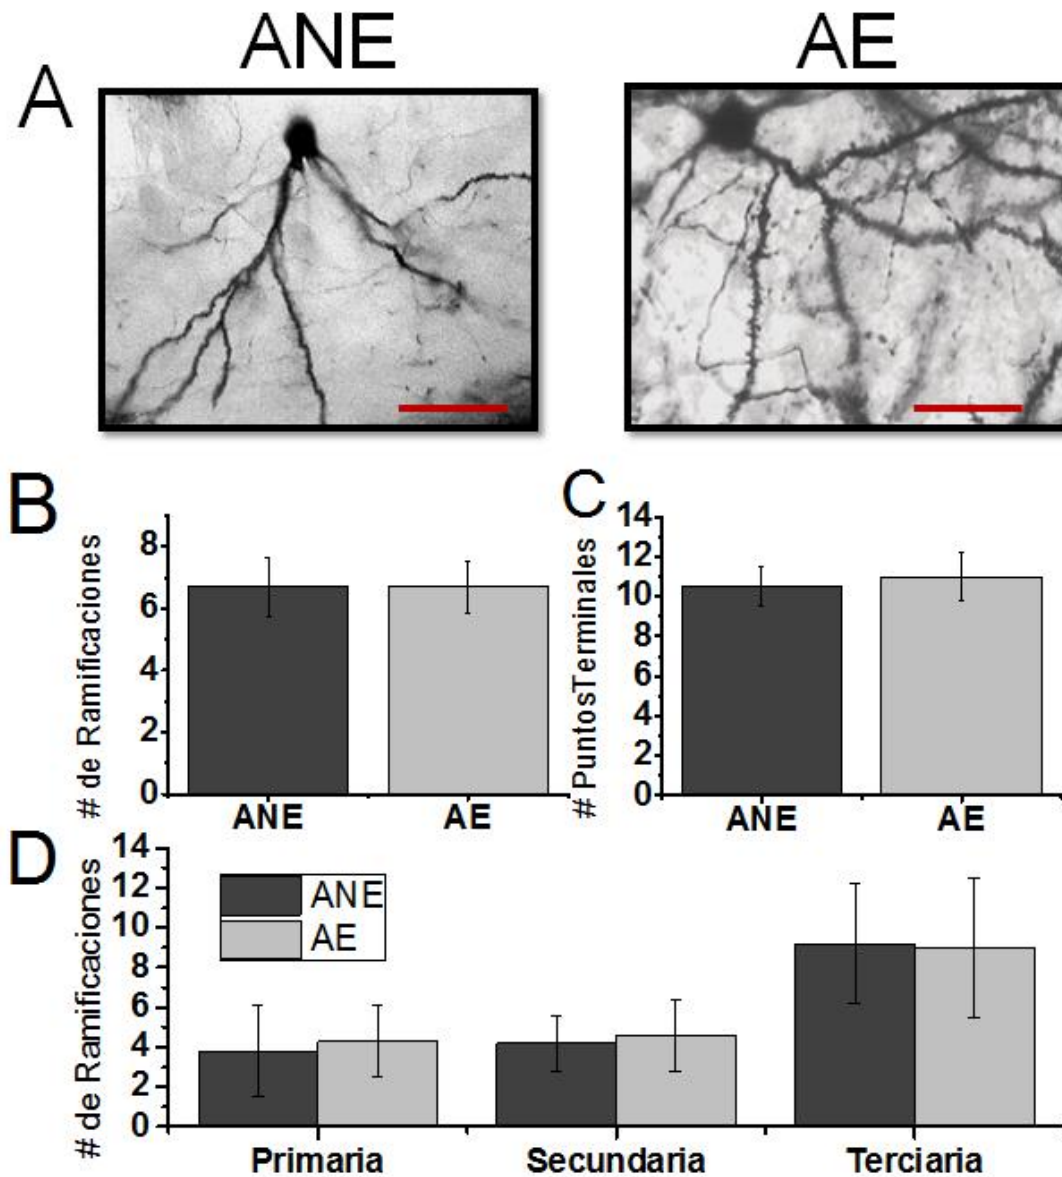 ANE
AE
A
B
# de Ramificaciones
8
6
4
2
0
ANE
AE
C
# PuntosTerminales
14
12
10
8
6
4
2
0
ANE
AE
D
# de Ramificaciones
14
12
10
8
6
4
2
0
ANE
AE
Primaria
Secundaria
Terciaria